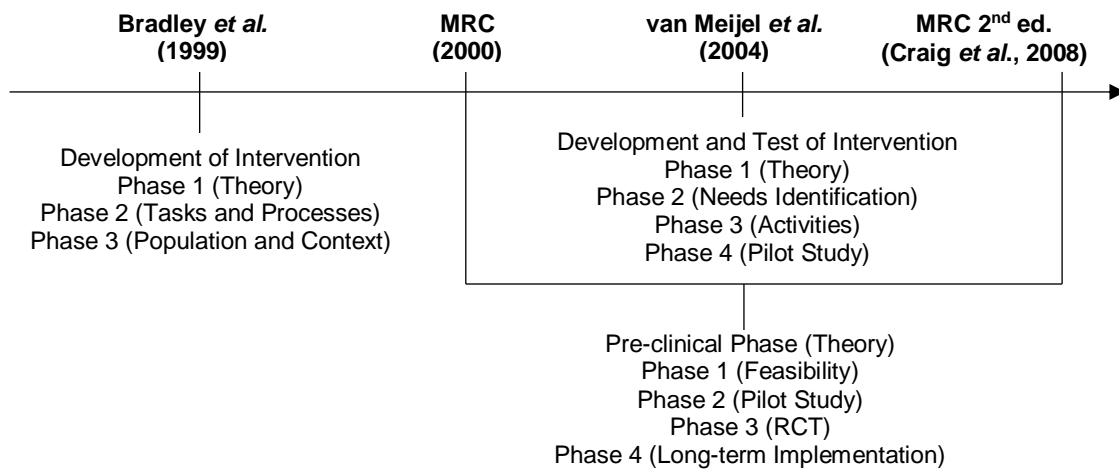 Bradley et al.
(1999)
MRC
(2000)
van Meijel et al.
(2004)
MRC 2nd ed.
(Craig et al., 2008)
Development of Intervention
Phase 1 (Theory)
Phase 2 (Tasks and Processes)
Phase 3 (Population and Context)
Development and Test of Intervention
Phase 1 (Theory)
Phase 2 (Needs Identification)
Phase 3 (Activities)
Phase 4 (Pilot Study)
Pre-clinical Phase (Theory)
Phase 1 (Feasibility)
Phase 2 (Pilot Study)
Phase 3 (RCT)
Phase 4 (Long-term Implementation)